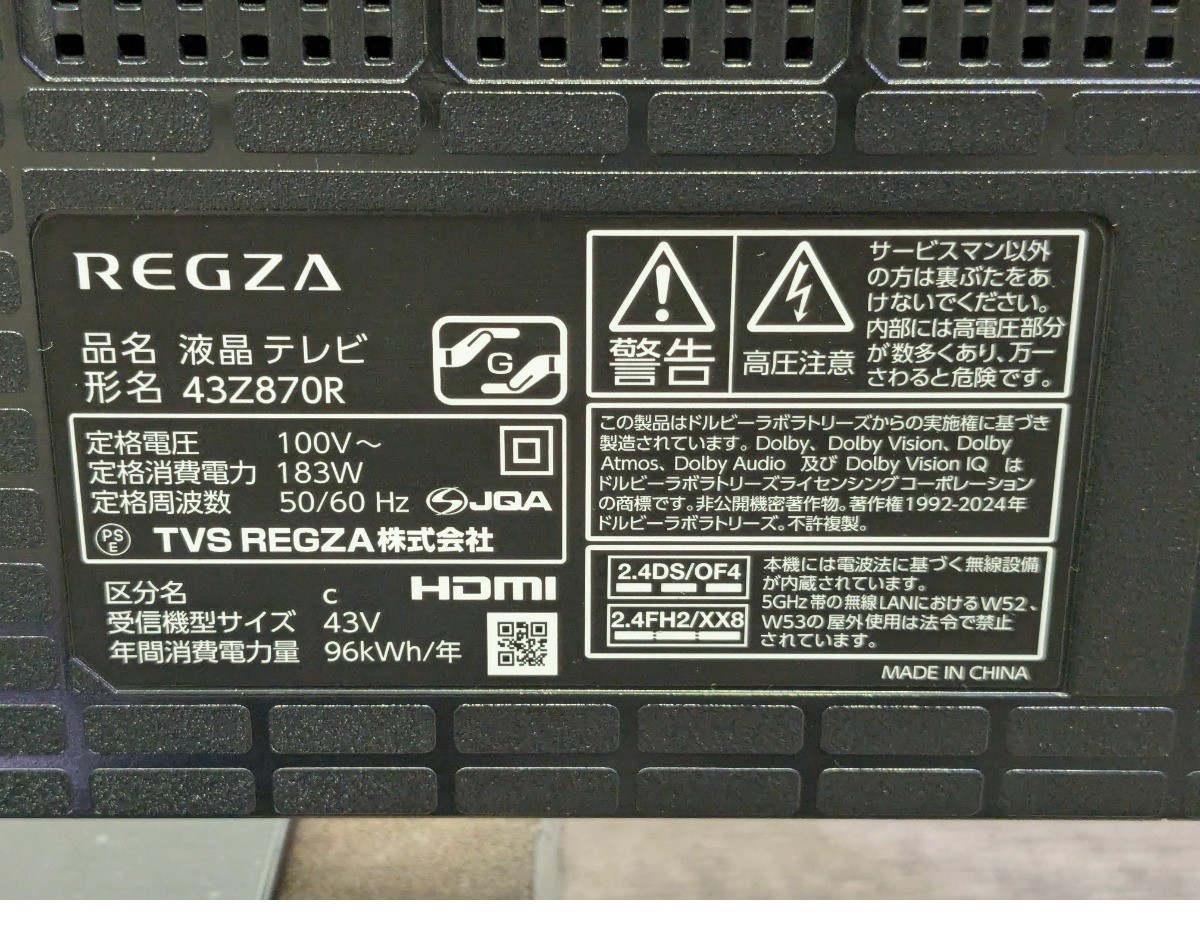 REGZA
品名 液晶テレビ
形名 43Z870R
G
定格電圧 100V～
定格消費電力 183W
定格周波数 50/60 Hz JQA
PSE TVS REGZA株式会社
区分名 c HDMI
受信機型サイズ 43V
年間消費電力量 96kWh/年
警告
高圧注意
サービスマン以外
の方は裏ぶたをあ
けないでください。
内部には高電圧部分
が数多くあり、万一
さわると危険です。
この製品はドルビーラボラトリーズからの実施権に基づき
製造されています。Dolby、Dolby Vision、Dolby
Atmos、Dolby Audio 及び Dolby Vision IQ は
ドルビーラボラトリーズライセンシングコーポレーション
の商標です。非公開機密著作物。著作権1992-2024年
ドルビーラボラトリーズ。不許複製。
2.4DS/OF4
2.4FH2/XX8
本機には電波法に基づく無線設備
が内蔵されています。
5GHz帯の無線LANにおけるW52、
W53の屋外使用は法令で禁止
されています。
MADE IN CHINA